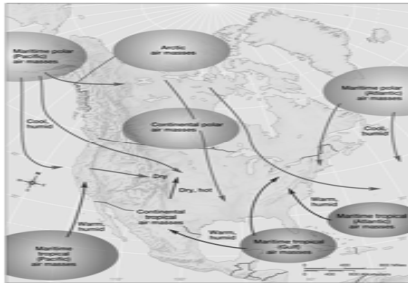 Maritime polar
(Pacific)
air masses
Arctic
air masses
Maritime polar
(Atlantic)
air masses
Cool,
humid
Continental polar
air masses
Cool,
humid
Dry
Dry, hot
Continental
tropical
air masses
Warm,
humid
Warm,
humid
Warm,
humid
Warm,
humid
Maritime
tropical
(Pacific)
air masses
Maritime tropical
(Gulf)
air masses
Maritime tropical
(Atlantic)
air masses